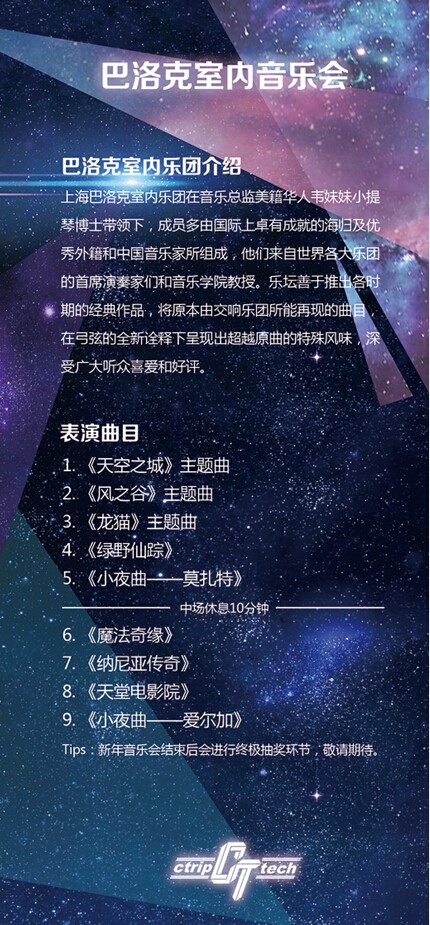 巴洛克室内音乐会
巴洛克室内乐团介绍
上海巴洛克室内乐团在音乐总监美籍华人韦妹妹小提
琴博士带领下，成员多由国际上卓有成就的海归及优
秀外籍和中国音乐家所组成，他们来自世界各大乐团
的首席演奏家们和音乐学院教授。乐坛善于推出各时
期的经典作品，将原本由交响乐团所能再现的曲目，
在弓弦的全新诠释下呈现出超越原曲的特殊风味，深
受广大听众喜爱和好评。
表演曲目
1. 《天空之城》主题曲
2. 《风之谷》主题曲
3. 《龙猫》主题曲
4. 《绿野仙踪》
5. 《小夜曲——莫扎特》
中场休息10分钟
6. 《魔法奇缘》
7. 《纳尼亚传奇》
8. 《天堂电影院》
9. 《小夜曲——爱尔加》
Tips：新年音乐会结束后会进行终极抽奖环节，敬请期待。
ctrip CT tech